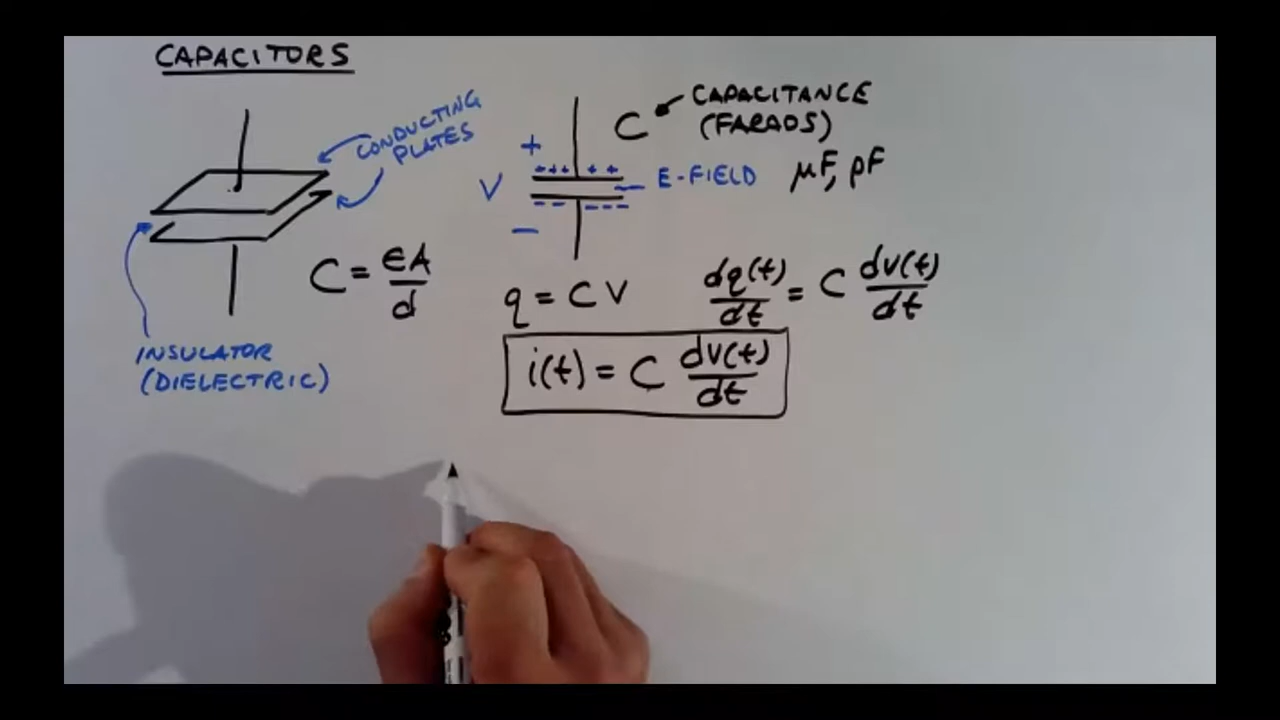 CAPACITORS
CONDUCTING
PLATES
C CAPACITANCE
(FARADS)
μF, pF
+
+++ ++
V
E-FIELD
-- ----
−
C = εA/d
q = CV
dq(t)/dt = C dv(t)/dt
INSULATOR
(DIELECTRIC)
i(t) = C dv(t)/dt